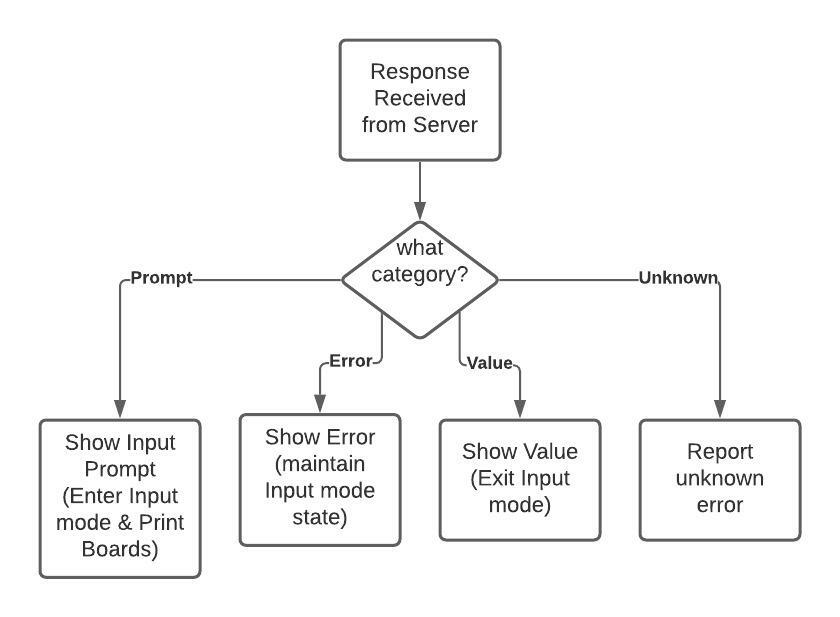 Response
Received
from Server
what
category?
Prompt
Unknown
Error
Value
Show Input
Prompt
(Enter Input
mode & Print
Boards)
Show Error
(maintain
Input mode
state)
Show Value
(Exit Input
mode)
Report
unknown
error